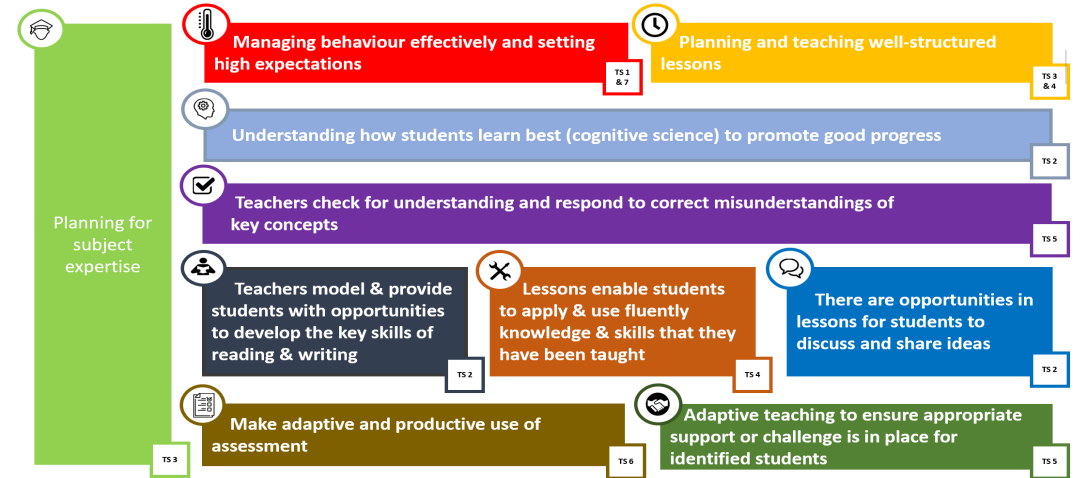 Planning for
subject
expertise
TS 3
Managing behaviour effectively and setting
high expectations
TS 1
& 7
Planning and teaching well-structured
lessons
TS 3
& 4
Understanding how students learn best (cognitive science) to promote good progress
TS 2
Teachers check for understanding and respond to correct misunderstandings of
key concepts
TS 5
Teachers model & provide
students with opportunities
to develop the key skills of
reading & writing
TS 2
Lessons enable students
to apply & use fluently
knowledge & skills that they
have been taught
TS 4
There are opportunities in
lessons for students to
discuss and share ideas
TS 2
Make adaptive and productive use of
assessment
TS 6
Adaptive teaching to ensure appropriate
support or challenge is in place for
identified students
TS 5